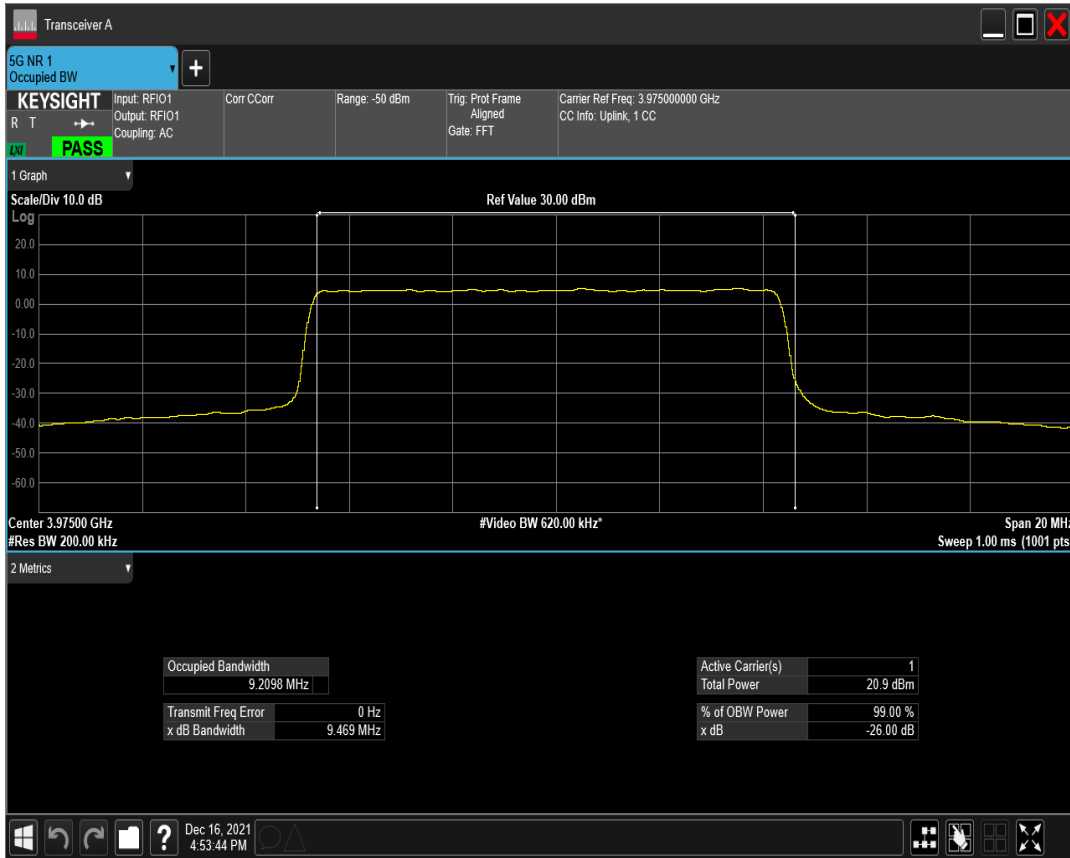 Transceiver A
5G NR 1
Occupied BW
KEYSIGHT
R T
LXI
PASS
Input: RFIO1
Output: RFIO1
Coupling: AC
Corr CCorr
Range: -50 dBm
Trig: Prot Frame
Aligned
Gate: FFT
Carrier Ref Freq: 3.975000000 GHz
CC Info: Uplink, 1 CC
1 Graph
Scale/Div 10.0 dB
Ref Value 30.00 dBm
Log
20.0
10.0
0.00
-10.0
-20.0
-30.0
-40.0
-50.0
-60.0
Center 3.97500 GHz
#Video BW 620.00 kHz*
Span 20 MHz
#Res BW 200.00 kHz
Sweep 1.00 ms (1001 pts
2 Metrics
Occupied Bandwidth
9.2098 MHz
Transmit Freq Error 0 Hz
x dB Bandwidth 9.469 MHz
Active Carrier(s) 1
Total Power 20.9 dBm
% of OBW Power 99.00 %
x dB -26.00 dB
?
Dec 16, 2021
4:53:44 PM